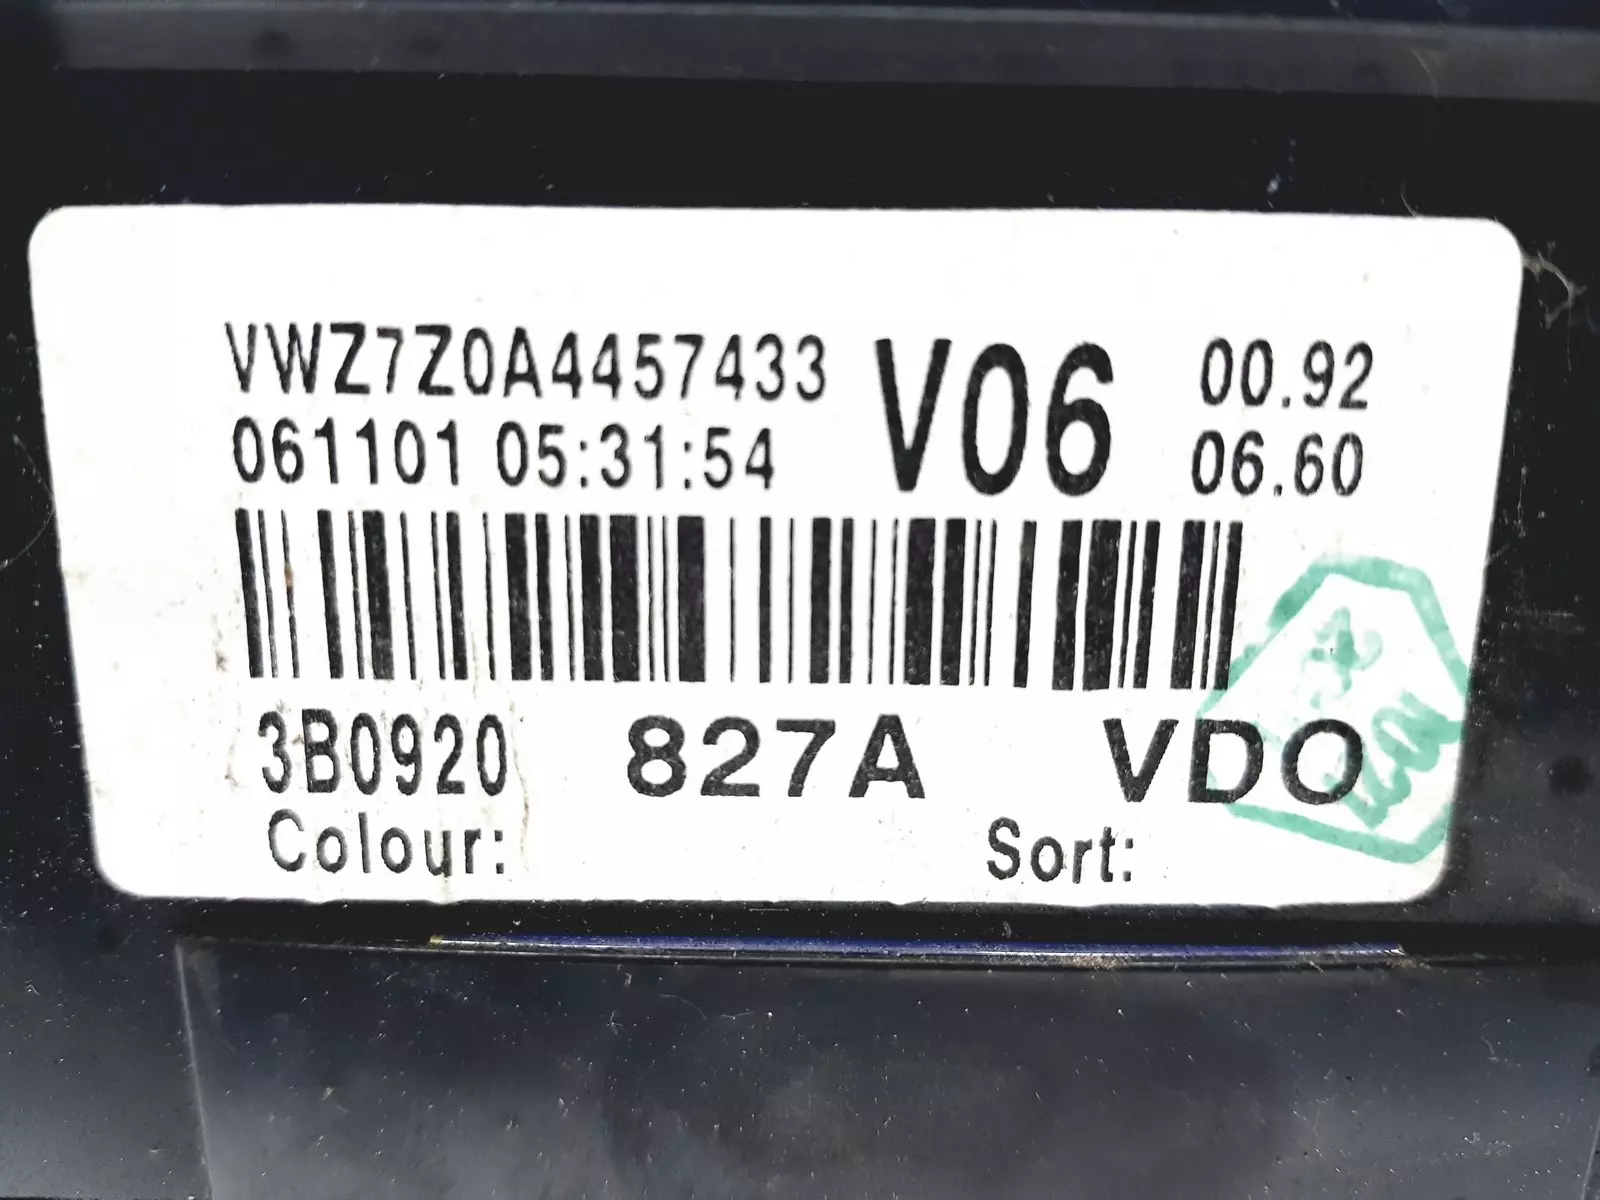 VWZ7Z0A4457433 V06 00.92
061101 05:31:54 06.60
3B0920 827A VDO
Colour: Sort: